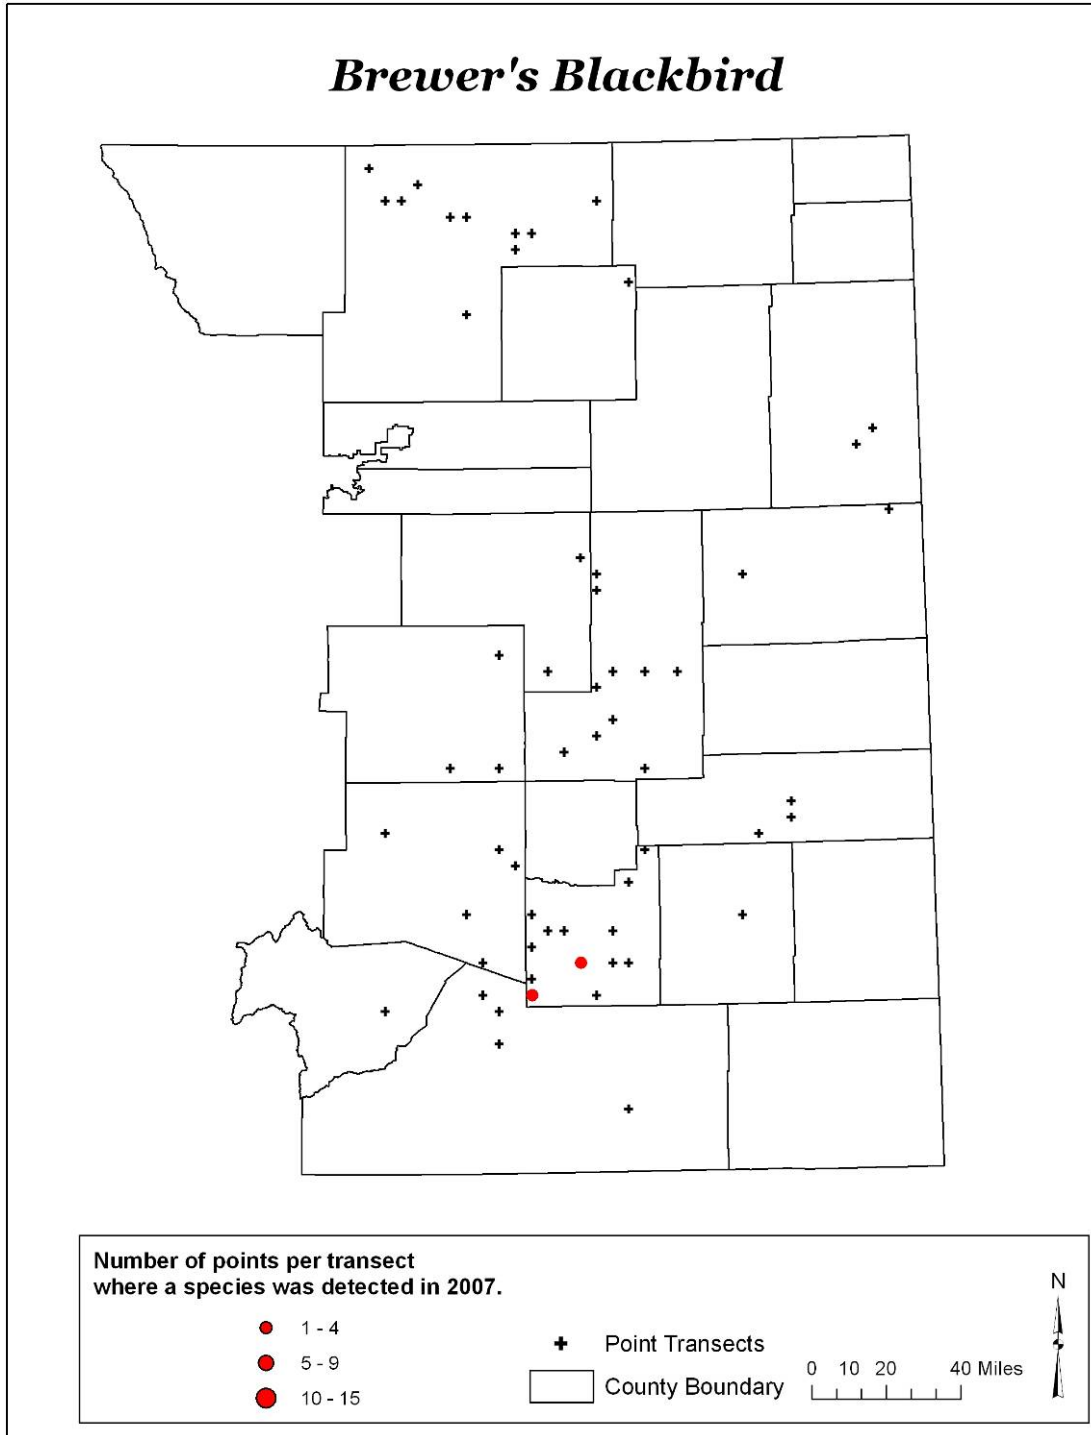 Brewer's Blackbird
Number of points per transect
where a species was detected in 2007.
1 - 4
5 - 9
10 - 15
Point Transects
County Boundary
N
0 10 20 40 Miles